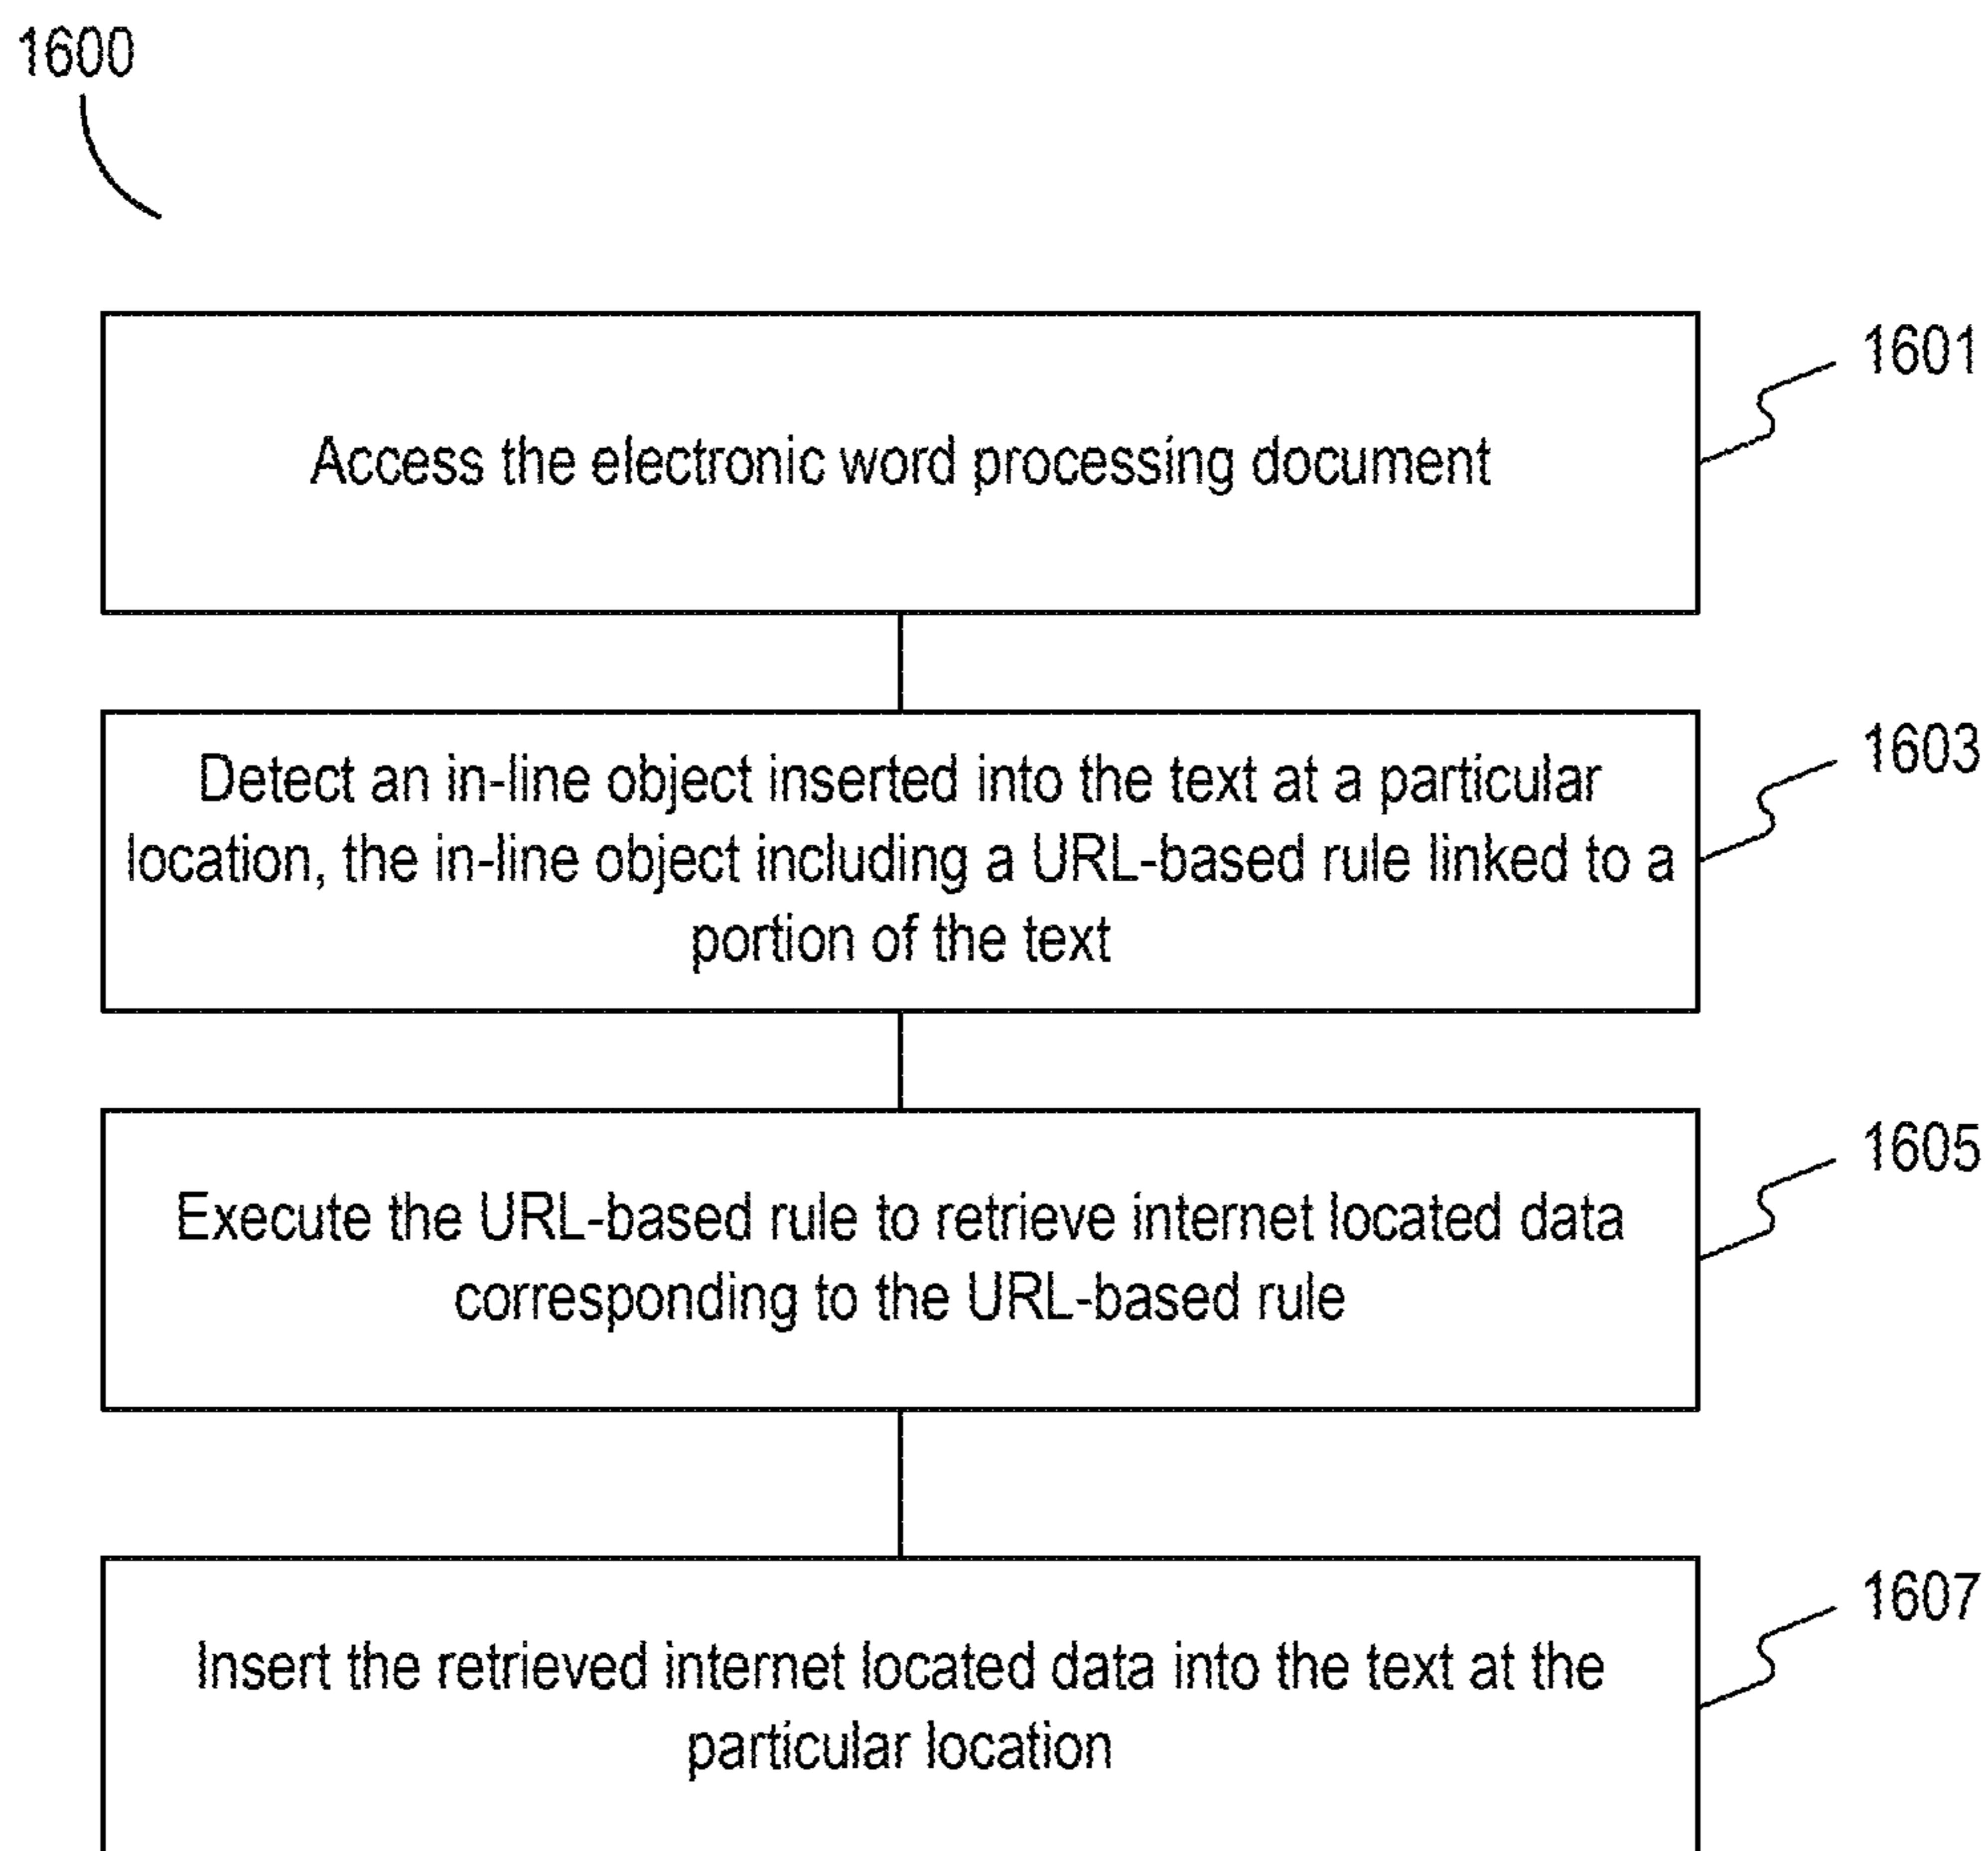 1600
1601
Access the electronic word processing document
1603
Detect an in-line object inserted into the text at a particular
location, the in-line object including a URL-based rule linked to a
portion of the text
1605
Execute the URL-based rule to retrieve internet located data
corresponding to the URL-based rule
1607
Insert the retrieved internet located data into the text at the
particular location